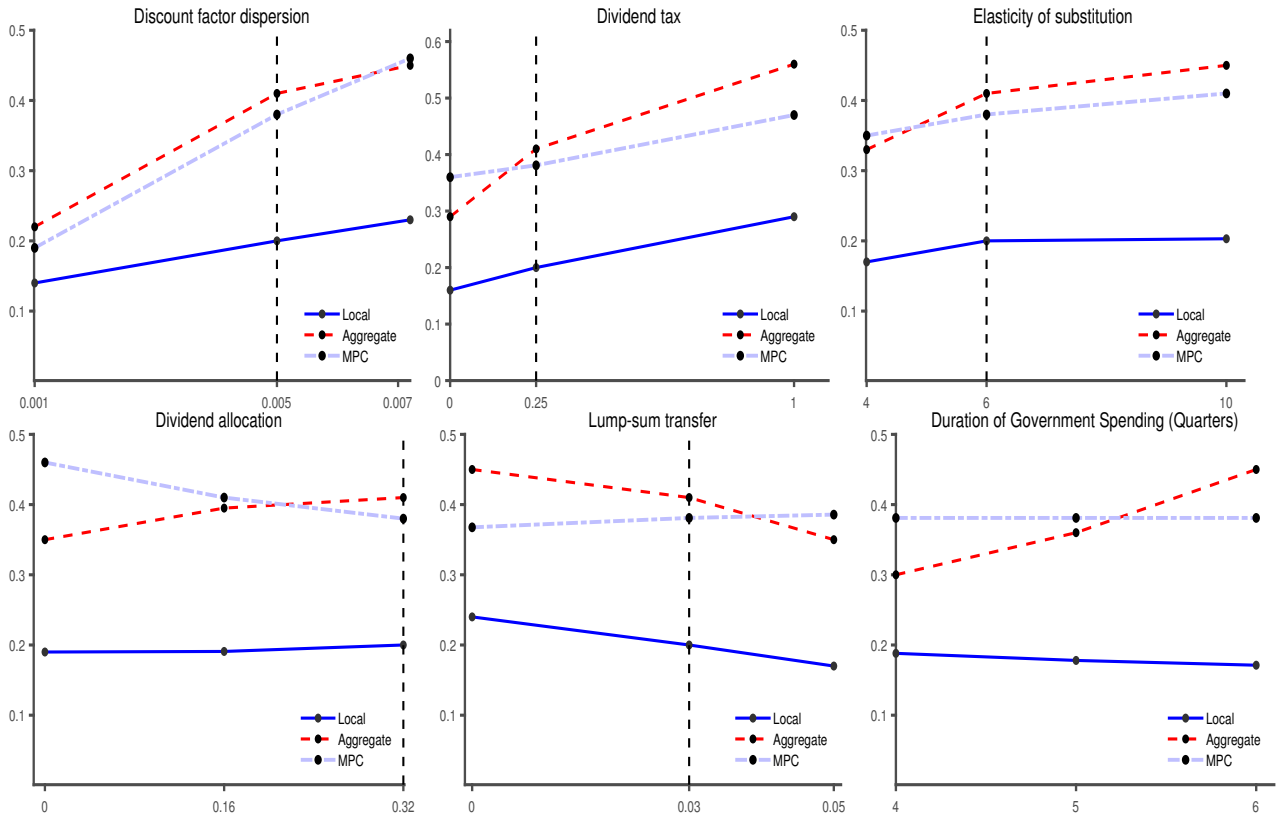 Discount factor dispersion
0.5
0.4
0.3
0.2
0.1
0.001
0.005
0.007
Local
Aggregate
MPC
Dividend tax
0.6
0.5
0.4
0.3
0.2
0.1
0
0
0.25
1
Local
Aggregate
MPC
Elasticity of substitution
0.5
0.4
0.3
0.2
0.1
4
6
10
Local
Aggregate
MPC
Dividend allocation
0.5
0.4
0.3
0.2
0.1
0
0.16
0.32
Local
Aggregate
MPC
Lump-sum transfer
0.5
0.4
0.3
0.2
0.1
0
0.03
0.05
Local
Aggregate
MPC
Duration of Government Spending (Quarters)
0.5
0.4
0.3
0.2
0.1
4
5
6
Local
Aggregate
MPC